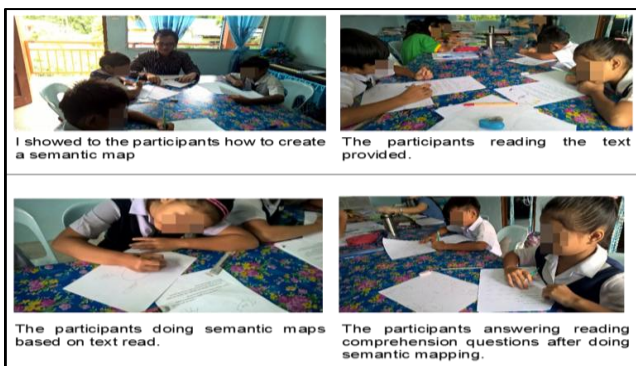 I showed to the participants how to create
a semantic map
The participants reading the text
provided.
The participants doing semantic maps
based on text read.
The participants answering reading
comprehension questions after doing
semantic mapping.